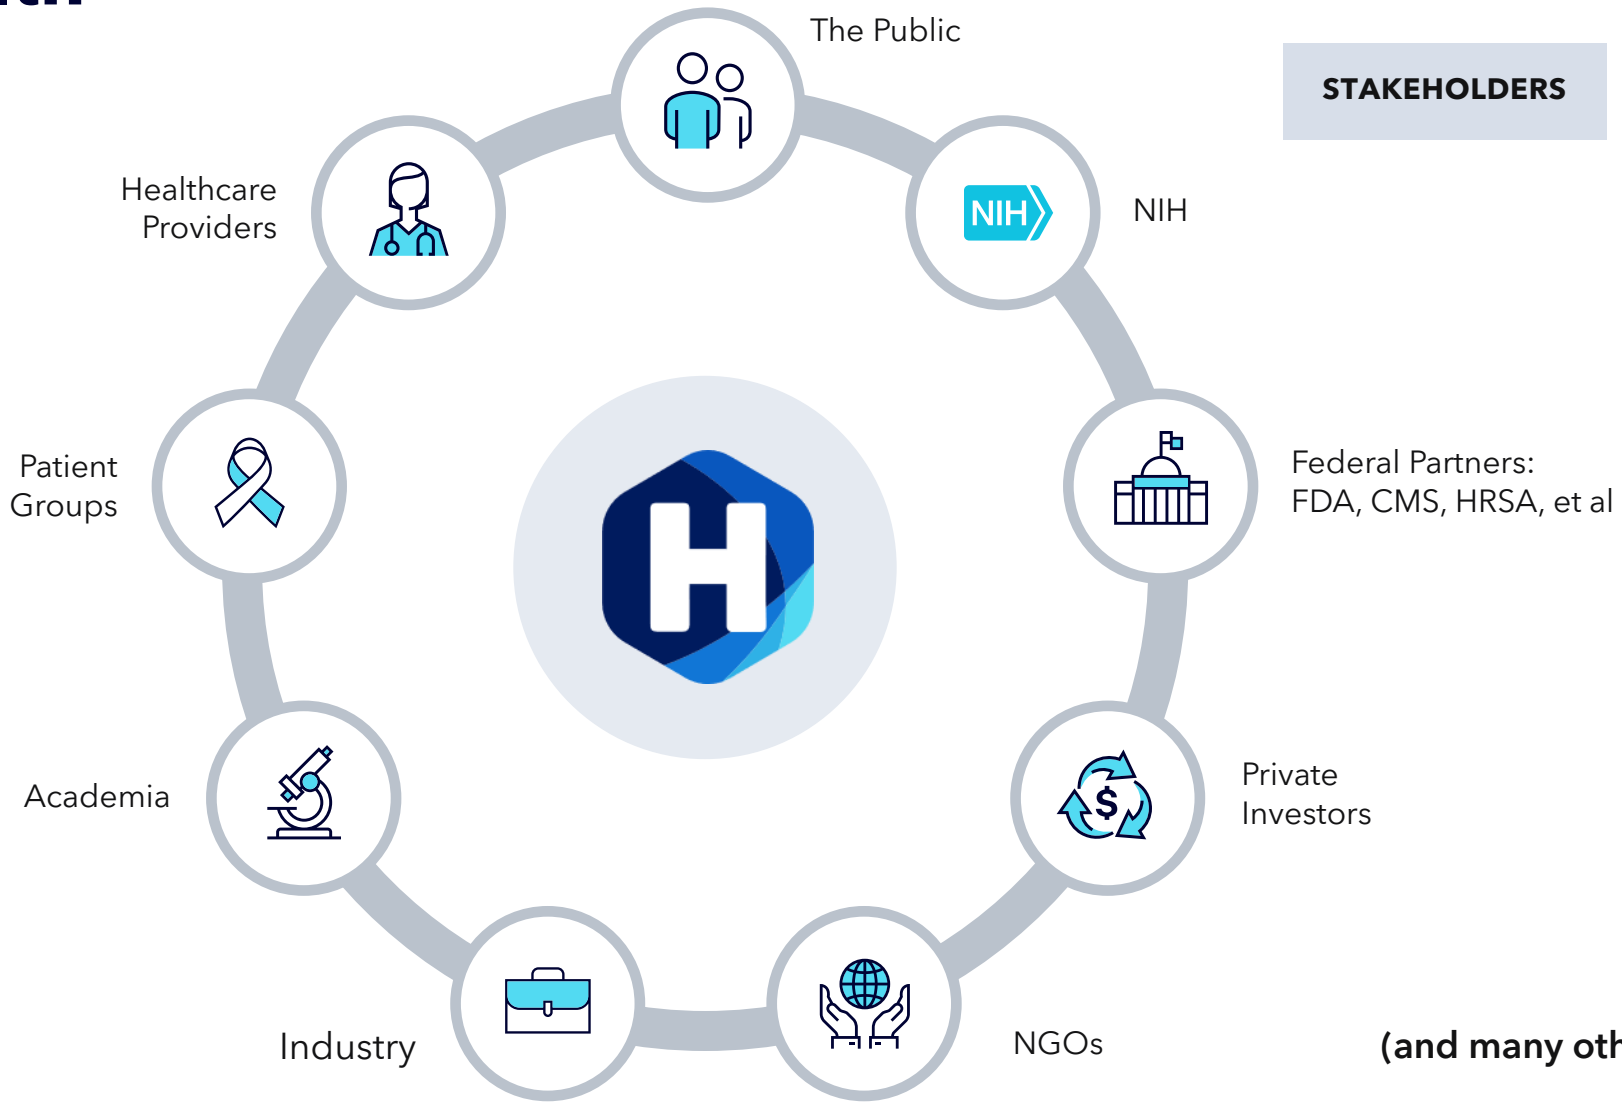 The Public
STAKEHOLDERS
Healthcare
Providers
NIH
NIH
Patient
Groups
Federal Partners:
FDA, CMS, HRSA, et al
H
Academia
$
Private
Investors
Industry
NGOs
(and many